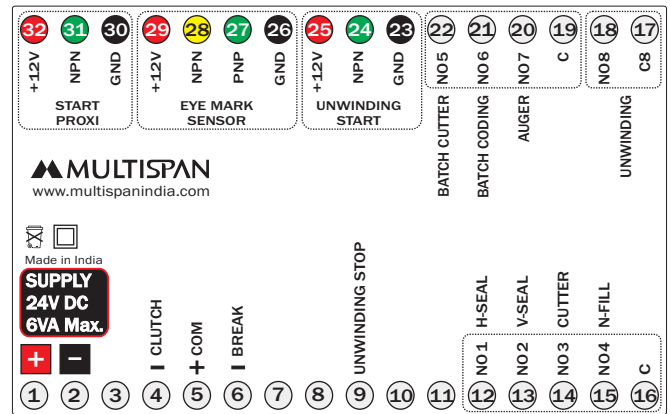 32 31 30 29 28 27 26 25 24 23 22 21 20 19 18 17
+12V NPN GND +12V NPN PNP GND +12V NPN GND NO5 NO6 NO7 C NO8 C8
START PROXI
EYE MARK SENSOR
UNWINDING START
BATCH CUTTER
BATCH CODING
AUGER
UNWINDING
MULTISPAN
www.multispanindia.com
Made in India
SUPPLY
24V DC
6VA Max.
+ −
− CLUTCH
+ COM
− BREAK
UNWINDING STOP
H-SEAL
V-SEAL
CUTTER
N-FILL
NO1 NO2 NO3 NO4 C
1 2 3 4 5 6 7 8 9 10 11 12 13 14 15 16